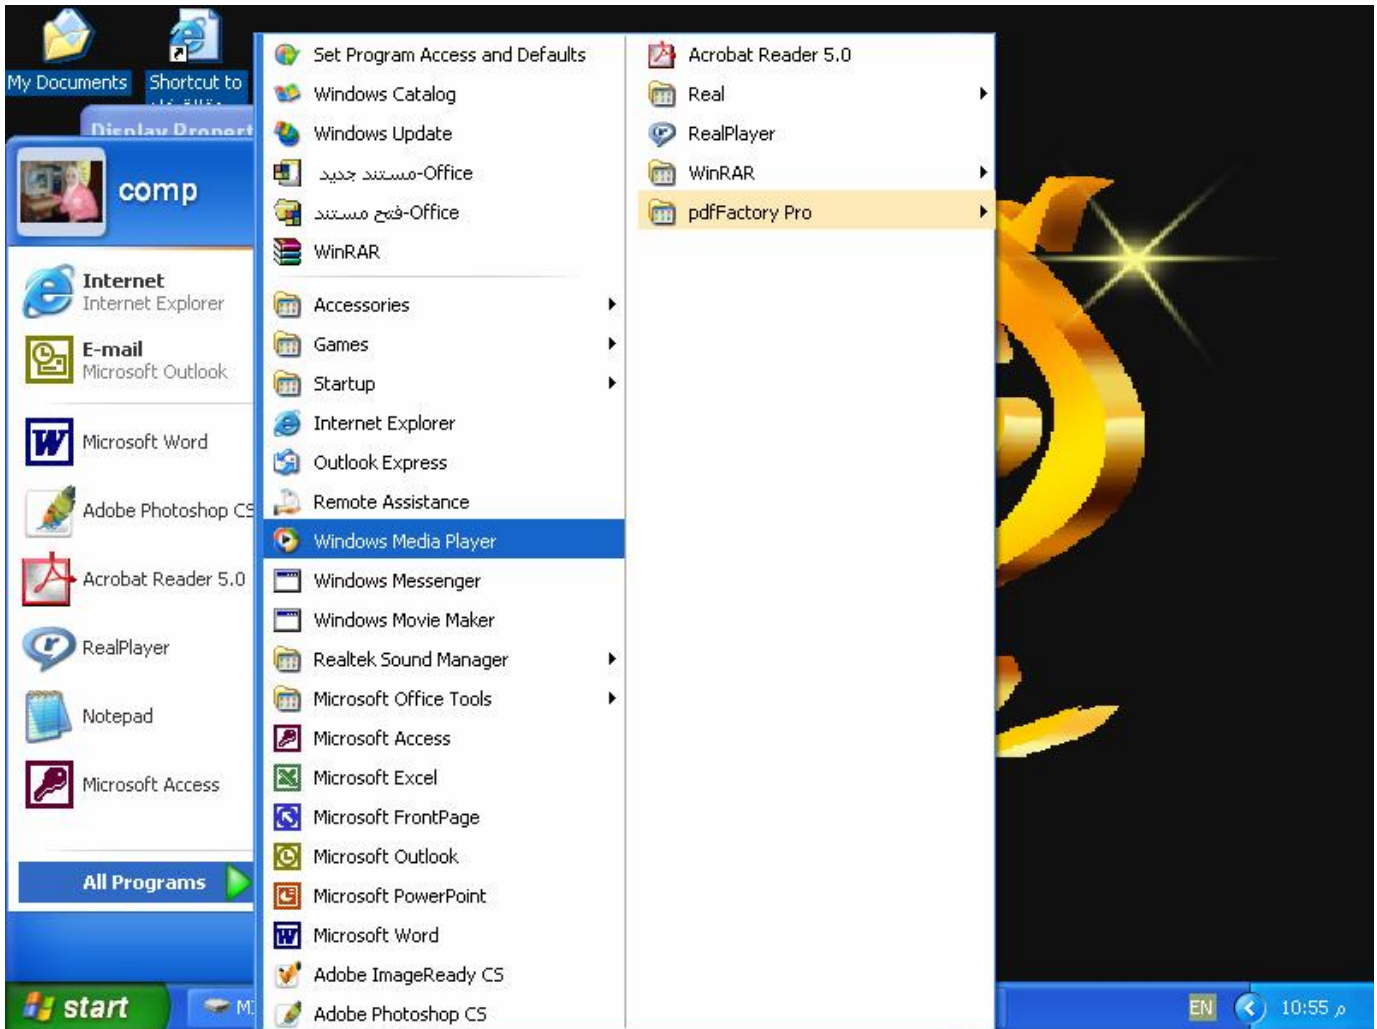 My Documents
Shortcut to
Display Propert
comp
Internet
Internet Explorer
E-mail
Microsoft Outlook
Microsoft Word
Adobe Photoshop CS
Acrobat Reader 5.0
RealPlayer
Notepad
Microsoft Access
All Programs
Set Program Access and Defaults
Windows Catalog
Windows Update
مستند جديد-Office
فتح مستند-Office
WinRAR
Accessories
Games
Startup
Internet Explorer
Outlook Express
Remote Assistance
Windows Media Player
Windows Messenger
Windows Movie Maker
Realtek Sound Manager
Microsoft Office Tools
Microsoft Access
Microsoft Excel
Microsoft FrontPage
Microsoft Outlook
Microsoft PowerPoint
Microsoft Word
Adobe ImageReady CS
Adobe Photoshop CS
Acrobat Reader 5.0
Real
RealPlayer
WinRAR
pdfFactory Pro
start
EN
10:55 م